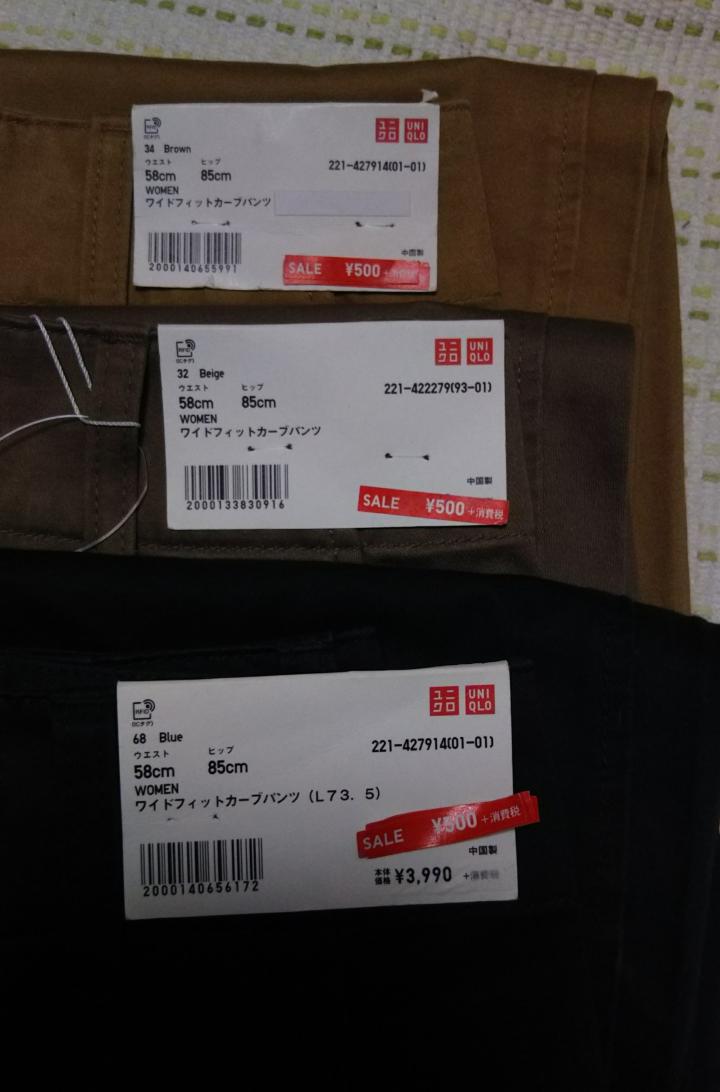 ユニクロ UNIQLO
34 Brown
ウエスト ヒップ
58cm 85cm 221-427914(01-01)
WOMEN
ワイドフィットカーブパンツ
中国製
2000140655991
SALE ¥500
ユニクロ UNIQLO
32 Beige
ウエスト ヒップ
58cm 85cm 221-422279(93-01)
WOMEN
ワイドフィットカーブパンツ
中国製
2000133830916
SALE ¥500+消費税
RFID
ユニクロ UNIQLO
68 Blue
ウエスト ヒップ
58cm 85cm 221-427914(01-01)
WOMEN
ワイドフィットカーブパンツ(L73. 5)
SALE ¥500+消費税
中国製
本体価格 ¥3,990
2000140656172